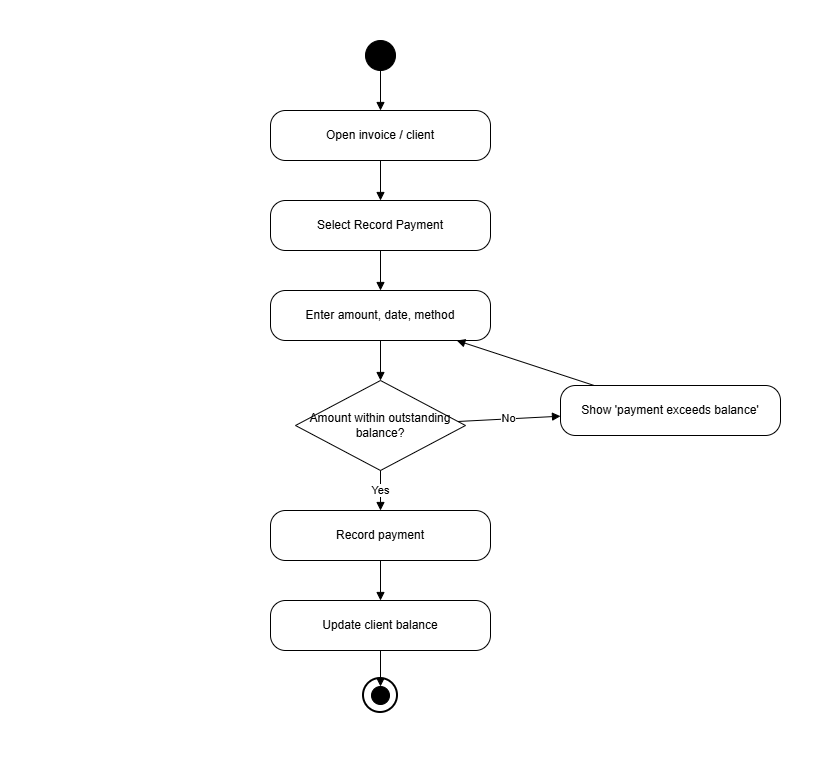 Open invoice / client
Select Record Payment
Enter amount, date, method
Amount within outstanding
balance?
No
Show 'payment exceeds balance'
Yes
Record payment
Update client balance